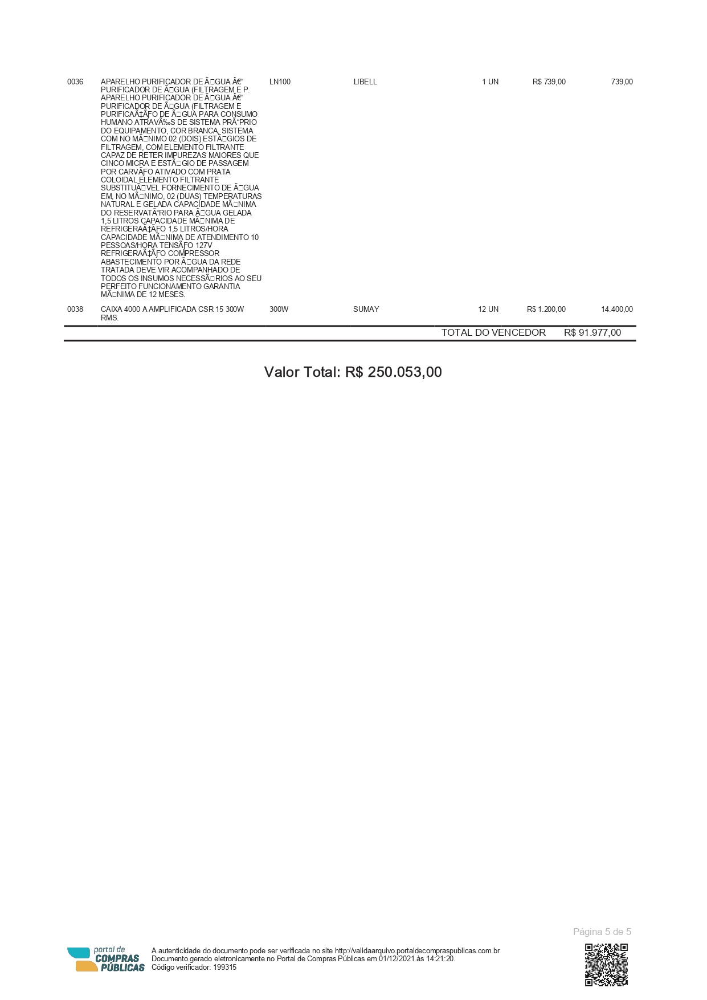 0036 APARELHO PURIFICADOR DE Ã□GUA Â€“ LN100 LIBELL 1 UN R$ 739,00 739,00
PURIFICADOR DE Ã□GUA (FILTRAGEM E P.
APARELHO PURIFICADOR DE Ã□GUA Â€“
PURIFICADOR DE Ã□GUA (FILTRAGEM E
PURIFICAÃ‡ÃƒO DE Ã□GUA PARA CONSUMO
HUMANO ATRAVÃ‰S DE SISTEMA PRÃ“PRIO
DO EQUIPAMENTO, COR BRANCA, SISTEMA
COM NO MÃ□NIMO 02 (DOIS) ESTÃ□GIOS DE
FILTRAGEM, COM ELEMENTO FILTRANTE
CAPAZ DE RETER IMPUREZAS MAIORES QUE
CINCO MICRA E ESTÃ□GIO DE PASSAGEM
POR CARVÃƒO ATIVADO COM PRATA
COLOIDAL ELEMENTO FILTRANTE
SUBSTITUÃ□VEL FORNECIMENTO DE Ã□GUA
EM, NO MÃ□NIMO, 02 (DUAS) TEMPERATURAS
NATURAL E GELADA CAPACIDADE MÃ□NIMA
DO RESERVATÃ“RIO PARA Ã□GUA GELADA
1,5 LITROS CAPACIDADE MÃ□NIMA DE
REFRIGERAÃ‡ÃƒO 1,5 LITROS/HORA
CAPACIDADE MÃ□NIMA DE ATENDIMENTO 10
PESSOAS/HORA TENSÃƒO 127V
REFRIGERAÃ‡ÃƒO COMPRESSOR
ABASTECIMENTO POR Ã□GUA DA REDE
TRATADA DEVE VIR ACOMPANHADO DE
TODOS OS INSUMOS NECESSÃ□RIOS AO SEU
PERFEITO FUNCIONAMENTO GARANTIA
MÃ□NIMA DE 12 MESES.
0038 CAIXA 4000 A AMPLIFICADA CSR 15 300W 300W SUMAY 12 UN R$ 1.200,00 14.400,00
RMS.
TOTAL DO VENCEDOR R$ 91.977,00
Valor Total: R$ 250.053,00
Página 5 de 5
portal de
COMPRAS
PÚBLICAS
A autenticidade do documento pode ser verificada no site http://validaarquivo.portaldecompraspublicas.com.br
Documento gerado eletronicamente no Portal de Compras Públicas em 01/12/2021 às 14:21:20.
Código verificador: 199315